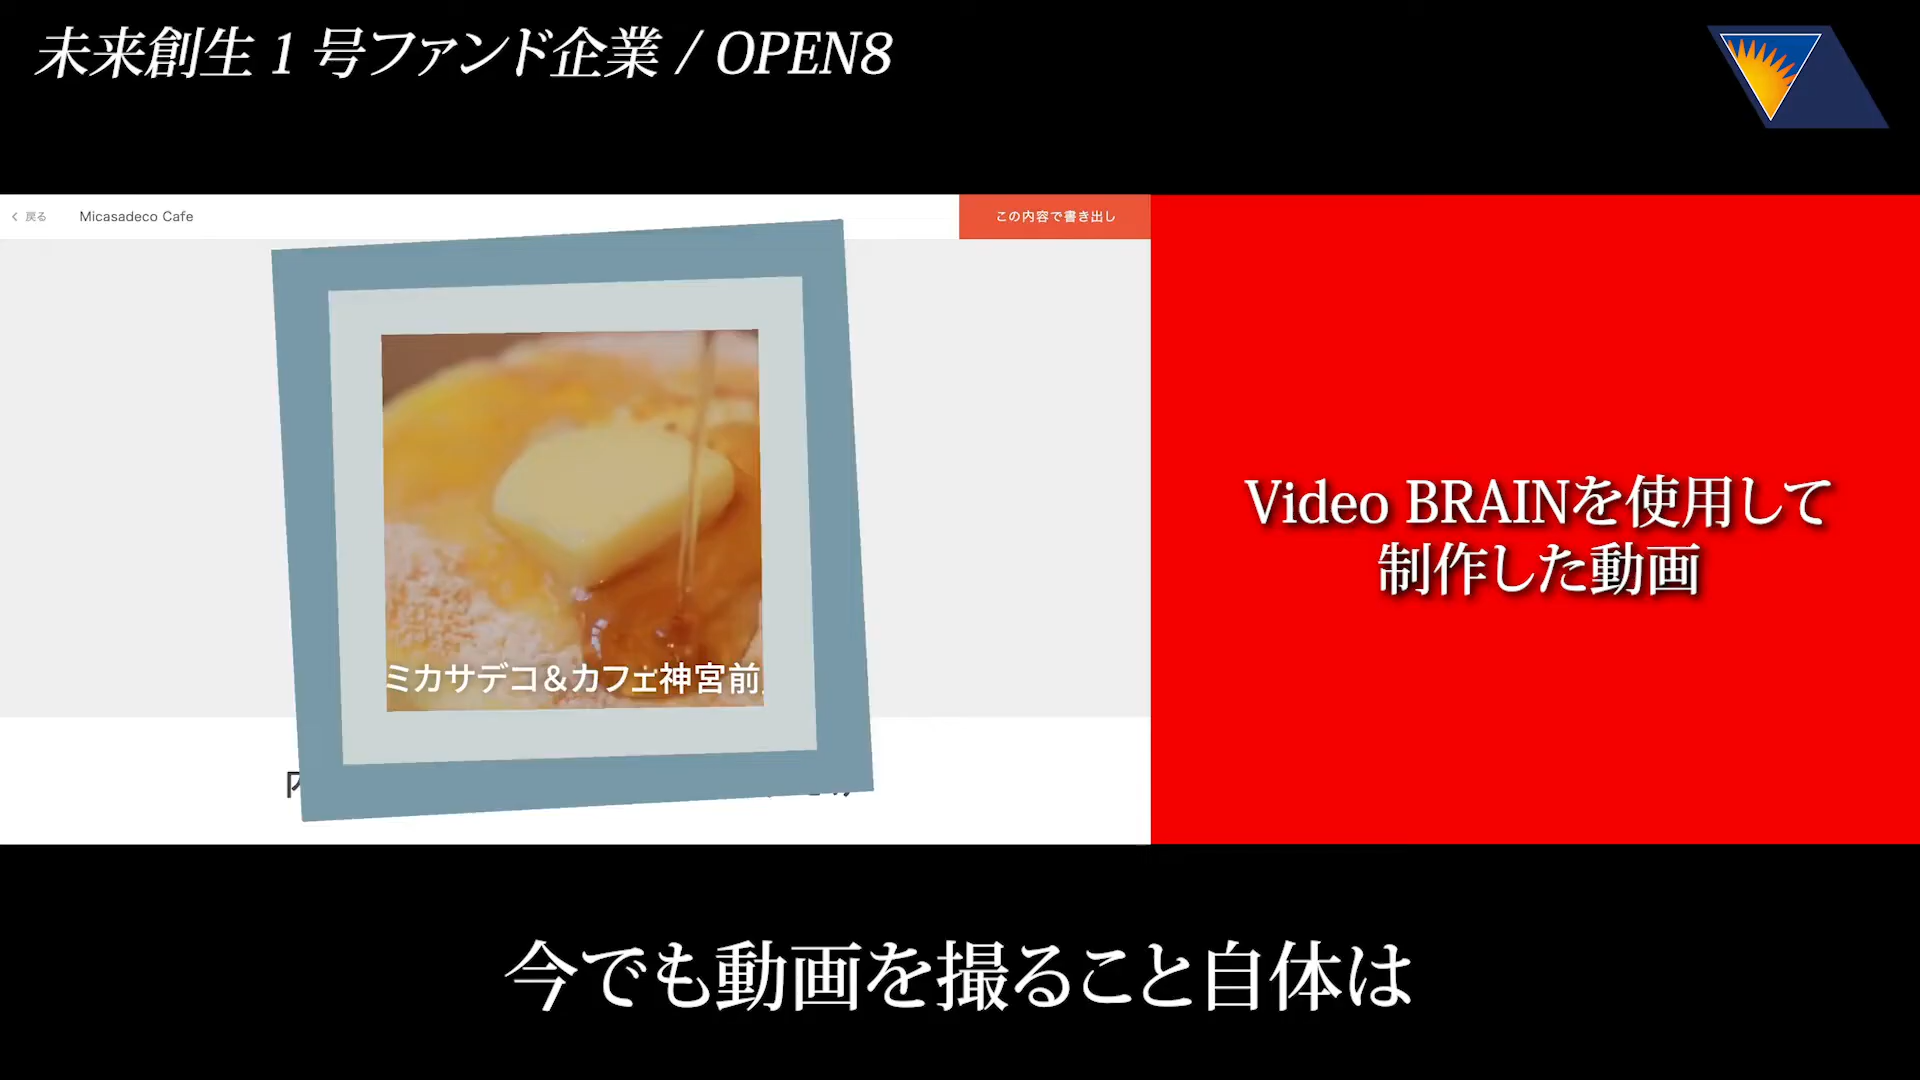 未来創生 1 号ファンド企業 / OPEN8
戻る
Micasadeco Cafe
この内容で書き出し
ミカサデコ&カフェ神宮前
Video BRAINを使用して
制作した動画
今でも動画を撮ること自体は